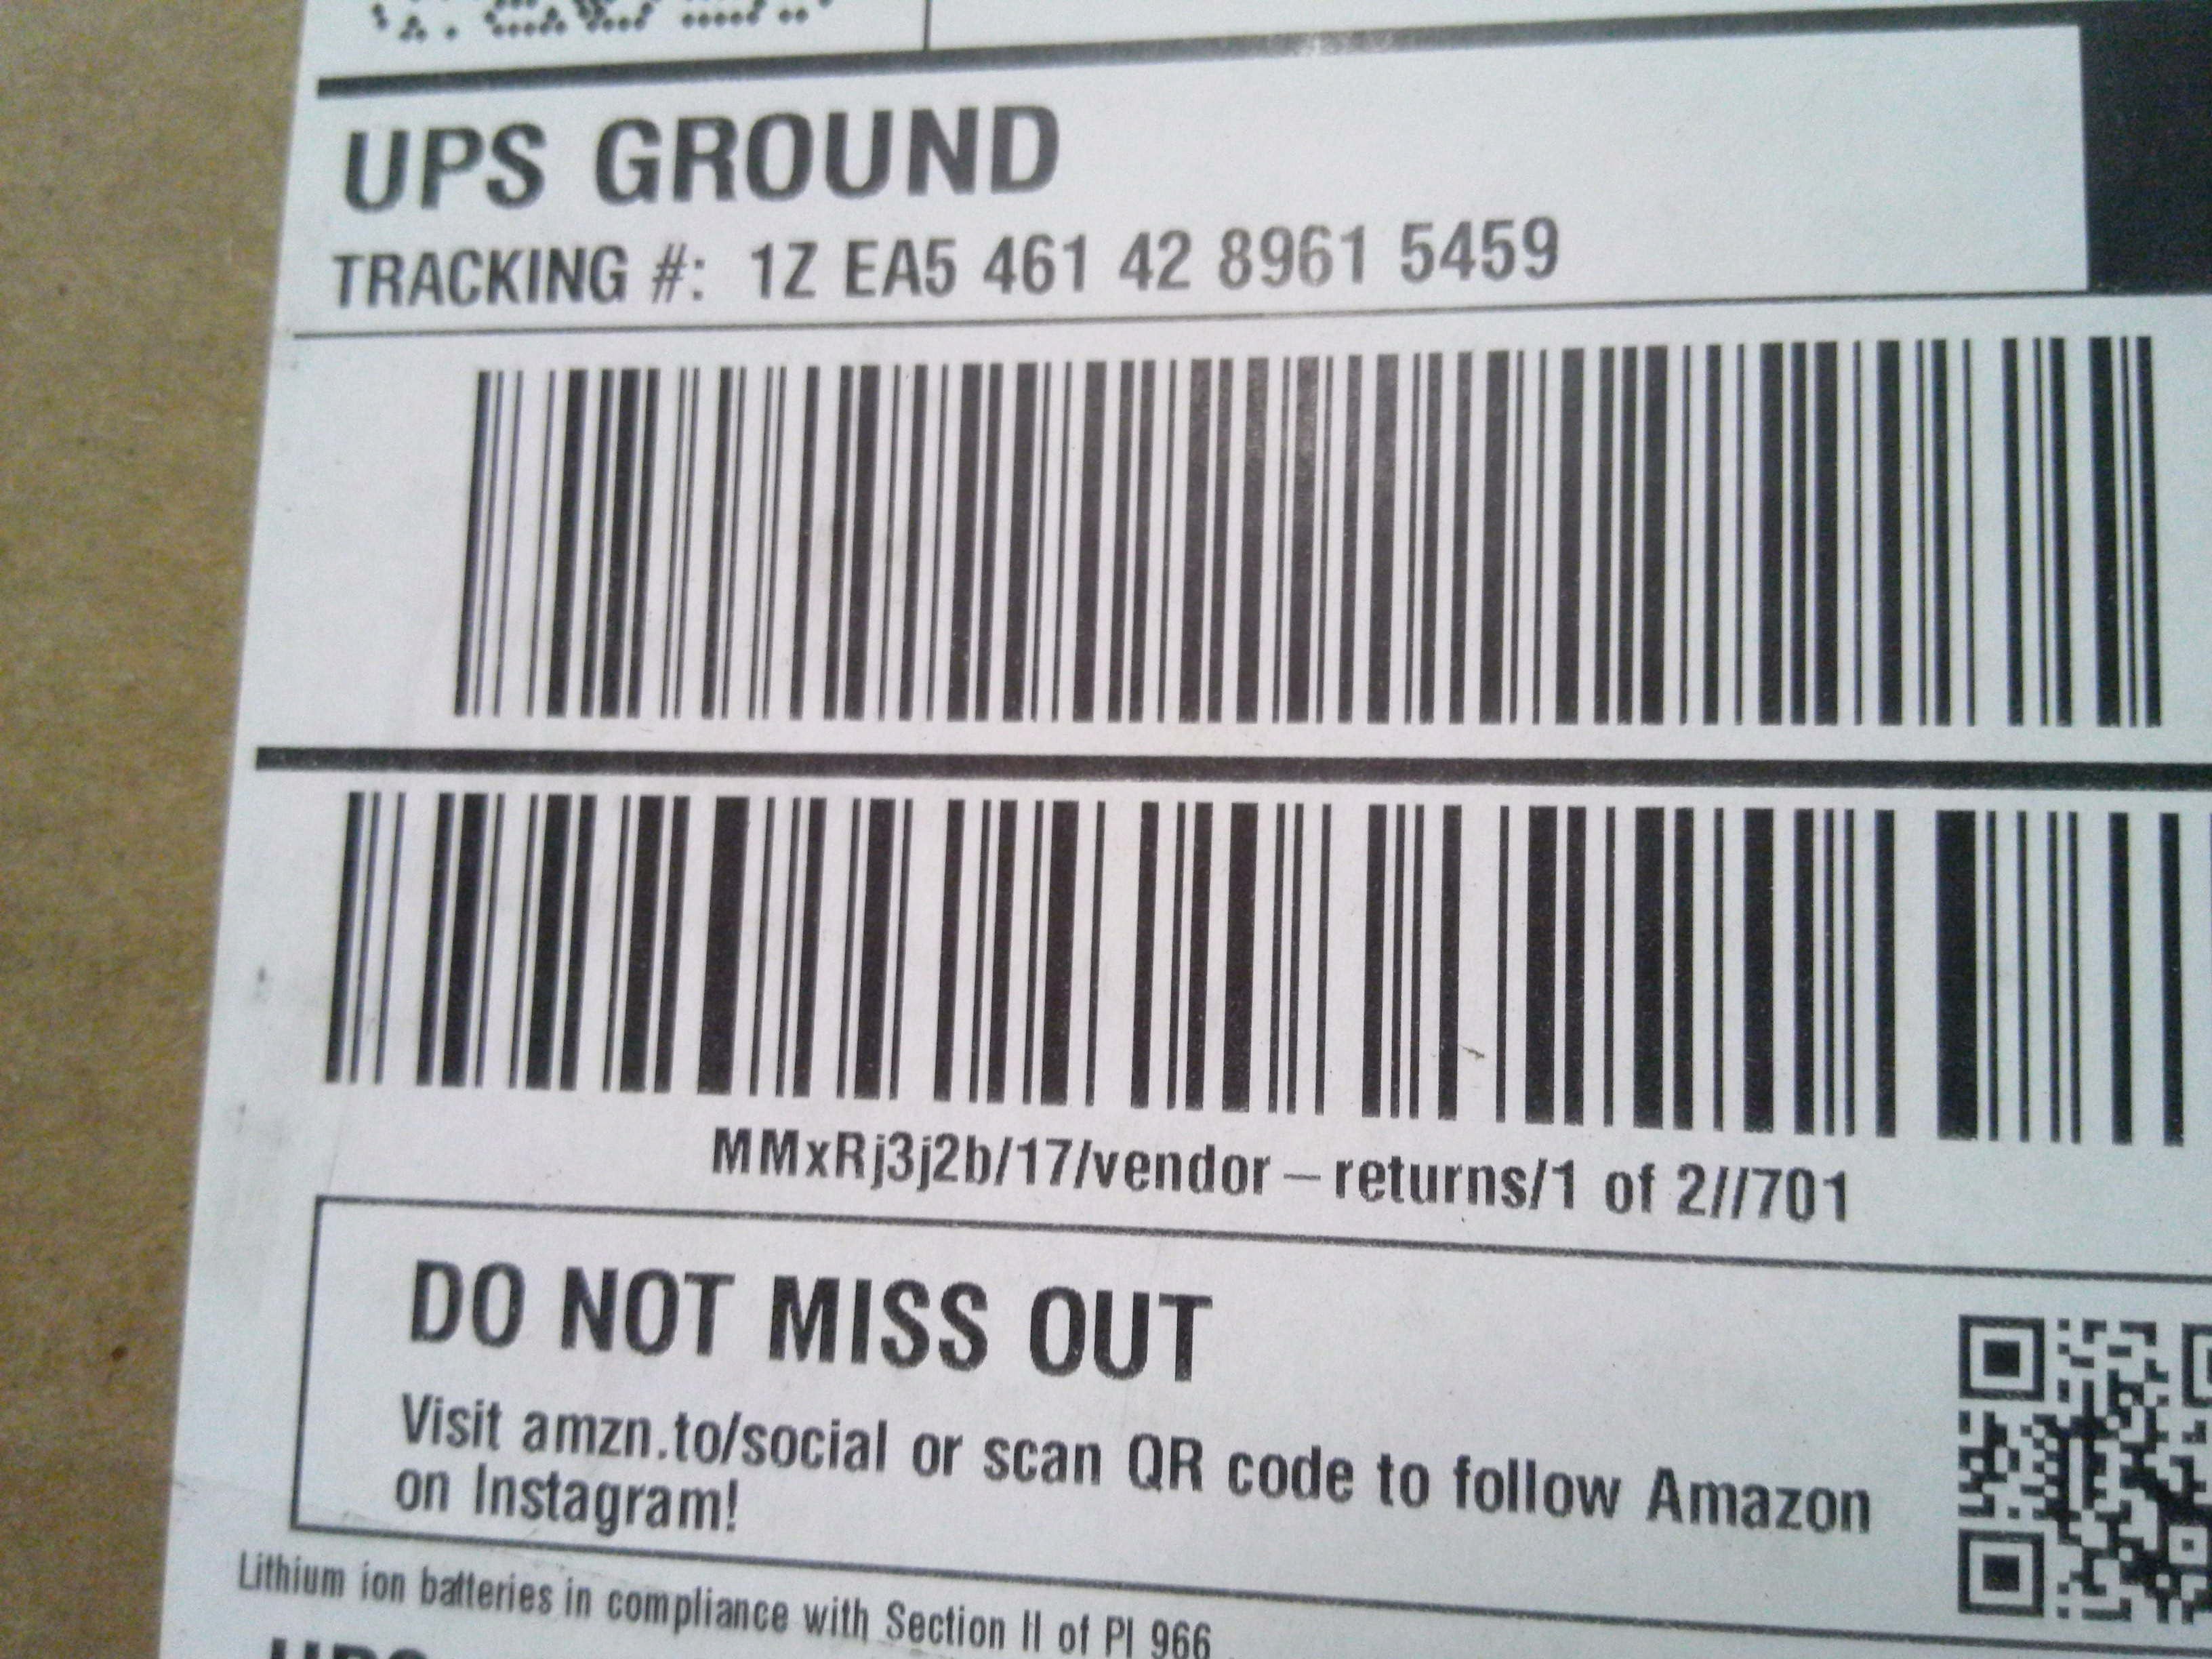 UPS GROUND
TRACKING #: 1Z EA5 461 42 8961 5459
MMxRj3j2b/17/vendor–returns/1 of 2//701
DO NOT MISS OUT
Visit amzn.to/social or scan QR code to follow Amazon
on Instagram!
Lithium ion batteries in compliance with Section II of PI 966